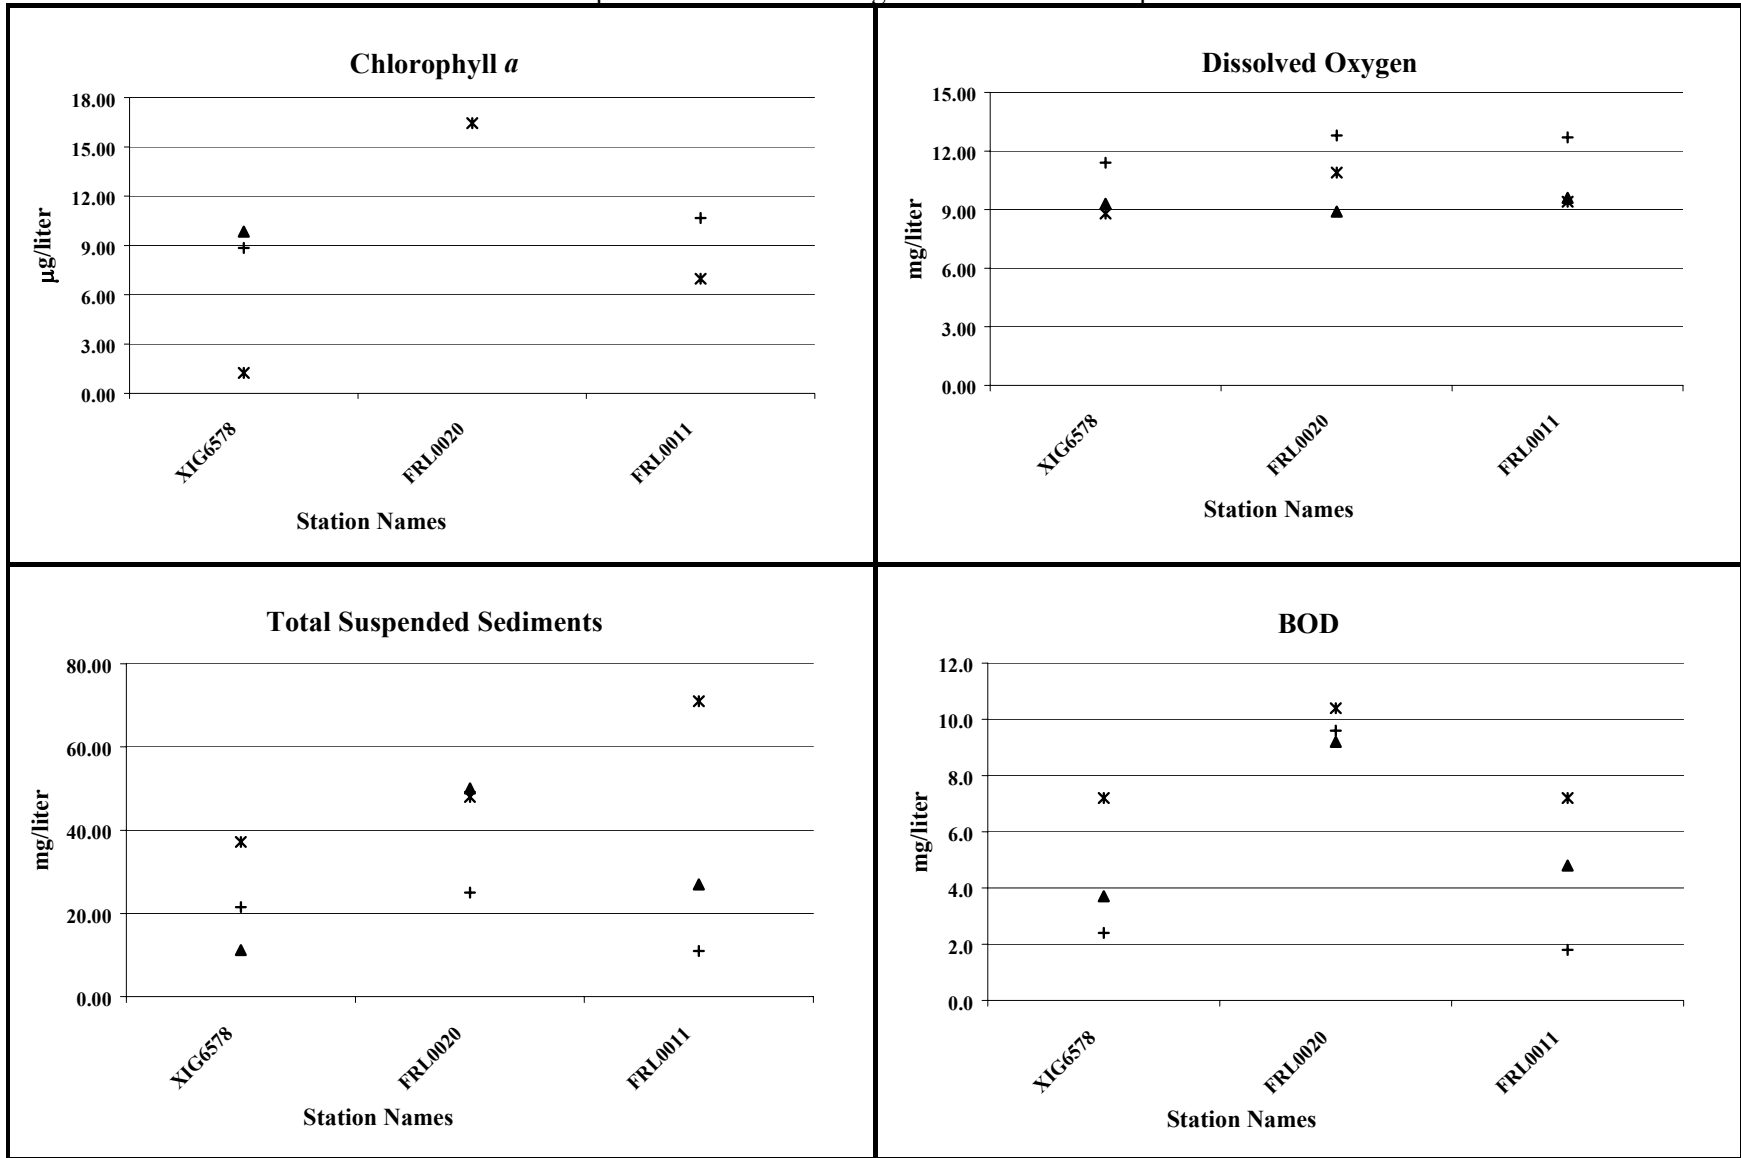 Chlorophyll a
18.00
15.00
12.00
9.00
6.00
3.00
0.00
µg/liter
XIG6578
FRL0020
FRL0011
Station Names
Dissolved Oxygen
15.00
12.00
9.00
6.00
3.00
0.00
mg/liter
XIG6578
FRL0020
FRL0011
Station Names
Total Suspended Sediments
80.00
60.00
40.00
20.00
0.00
mg/liter
XIG6578
FRL0020
FRL0011
Station Names
BOD
12.0
10.0
8.0
6.0
4.0
2.0
0.0
mg/liter
XIG6578
FRL0020
FRL0011
Station Names